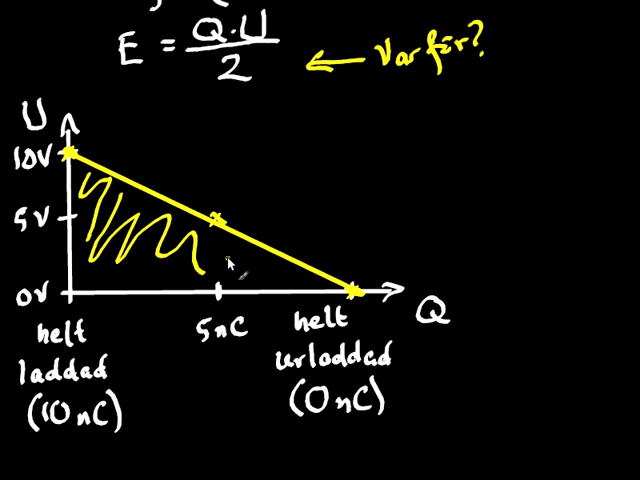 E = Q·U / 2 ← Varför?
U
10V
5V
0V
5nC
Q
helt laddad (10nC)
helt urladdad (0nC)